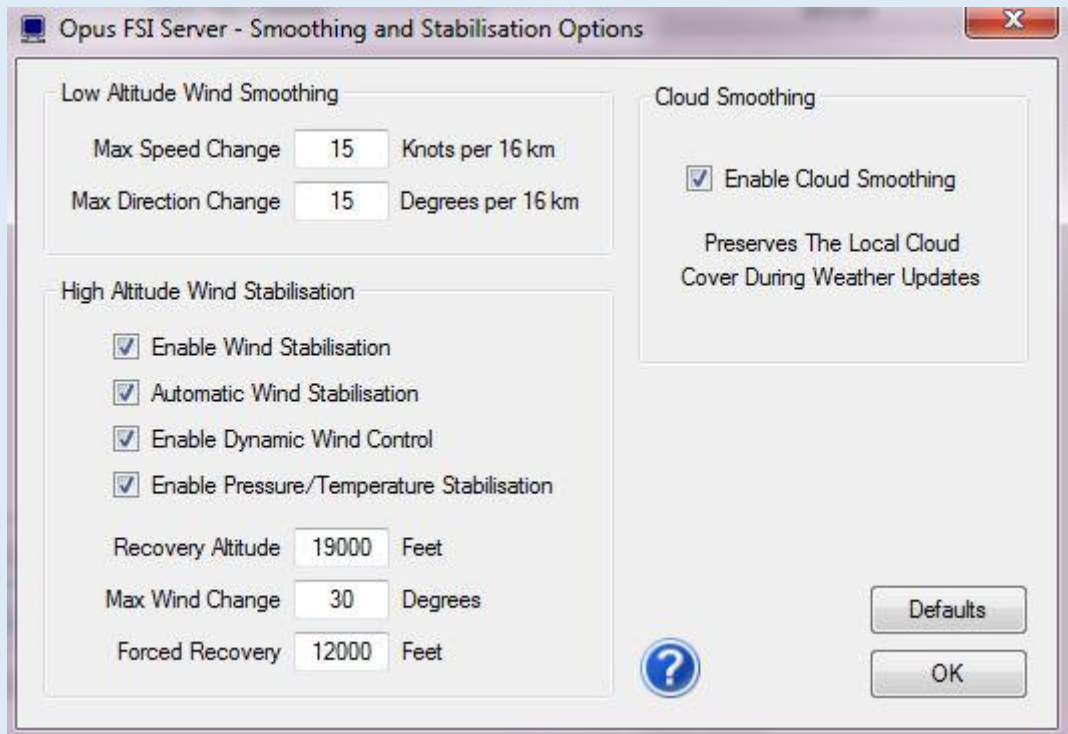 Opus FSI Server - Smoothing and Stabilisation Options
X
Low Altitude Wind Smoothing
Max Speed Change 15 Knots per 16 km
Max Direction Change 15 Degrees per 16 km
High Altitude Wind Stabilisation
Enable Wind Stabilisation
Automatic Wind Stabilisation
Enable Dynamic Wind Control
Enable Pressure/Temperature Stabilisation
Recovery Altitude 19000 Feet
Max Wind Change 30 Degrees
Forced Recovery 12000 Feet
Cloud Smoothing
Enable Cloud Smoothing
Preserves The Local Cloud
Cover During Weather Updates
?
Defaults
OK